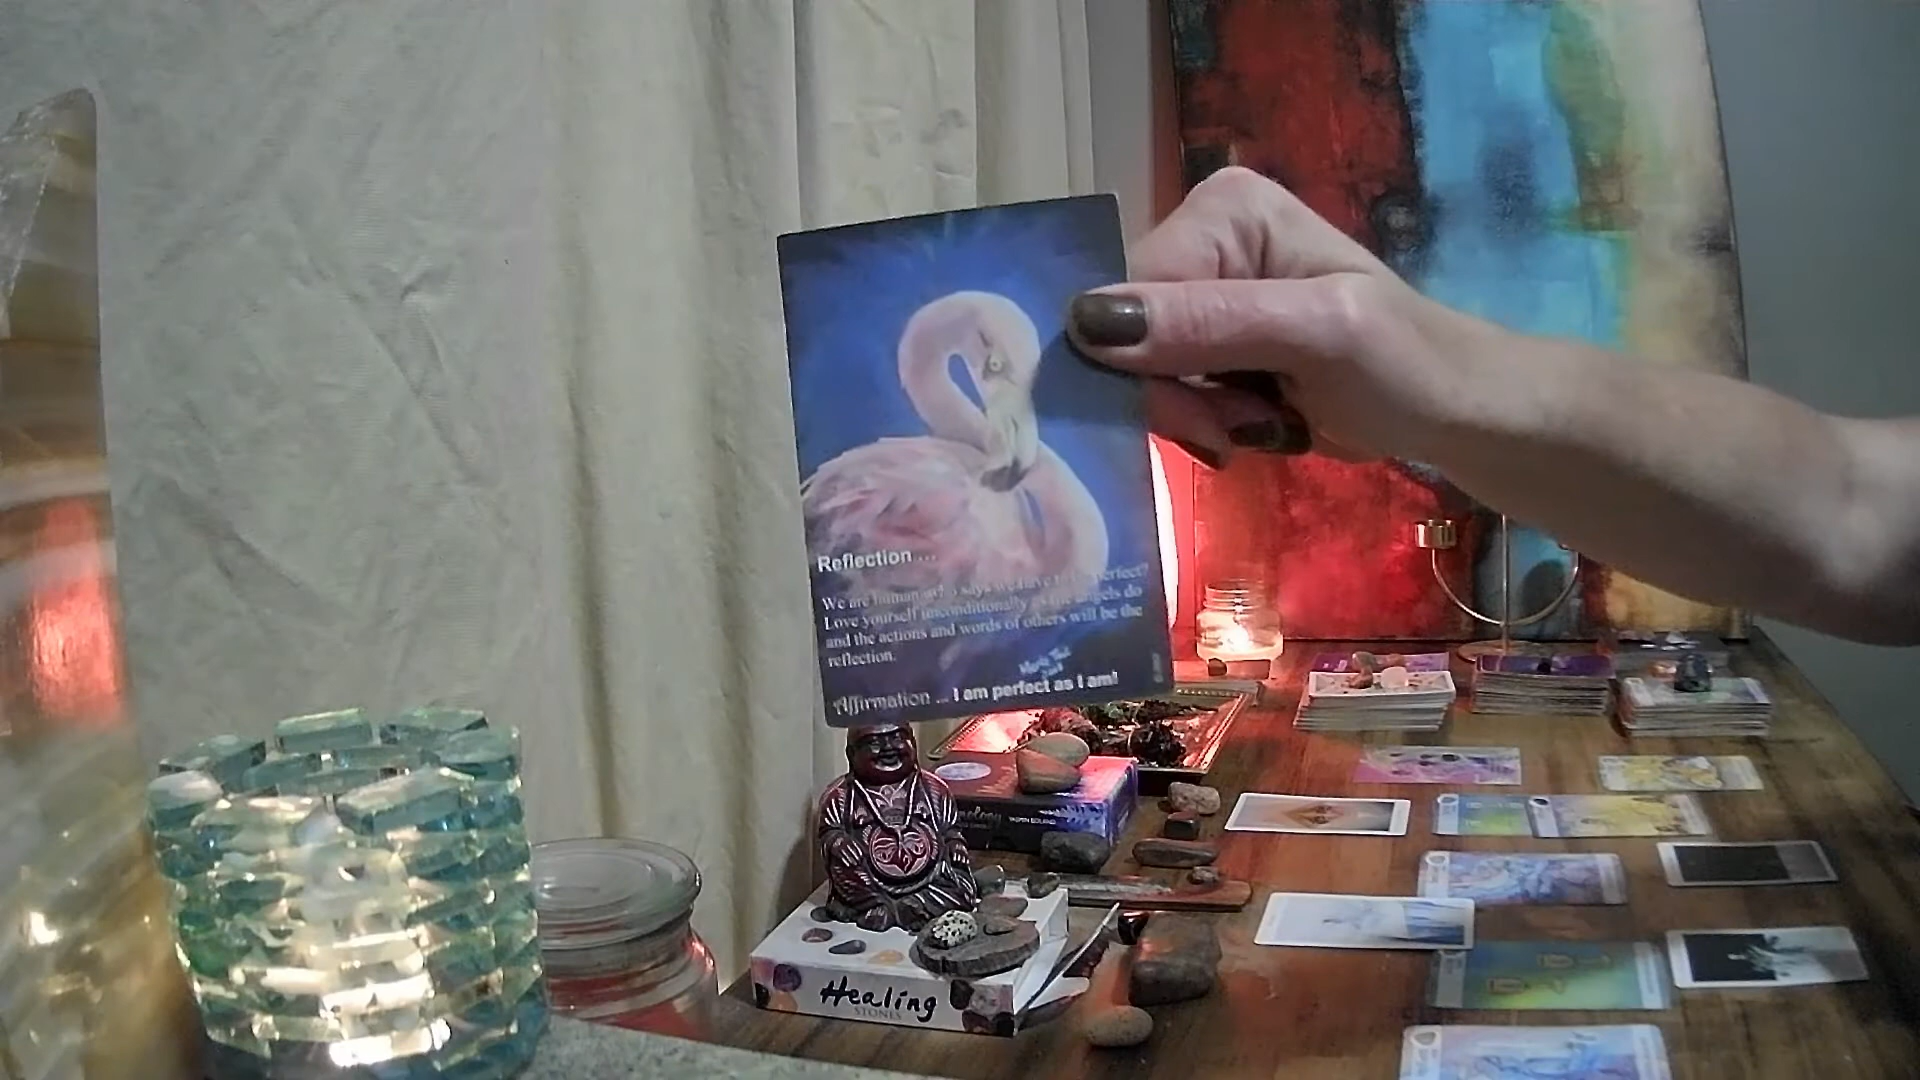 Reflection ...
We are human who says we have to be perfect?
Love yourself unconditionally as the angels do
and the actions and words of others will be the
reflection.
Affirmation ... I am perfect as I am!
Healing
STONES